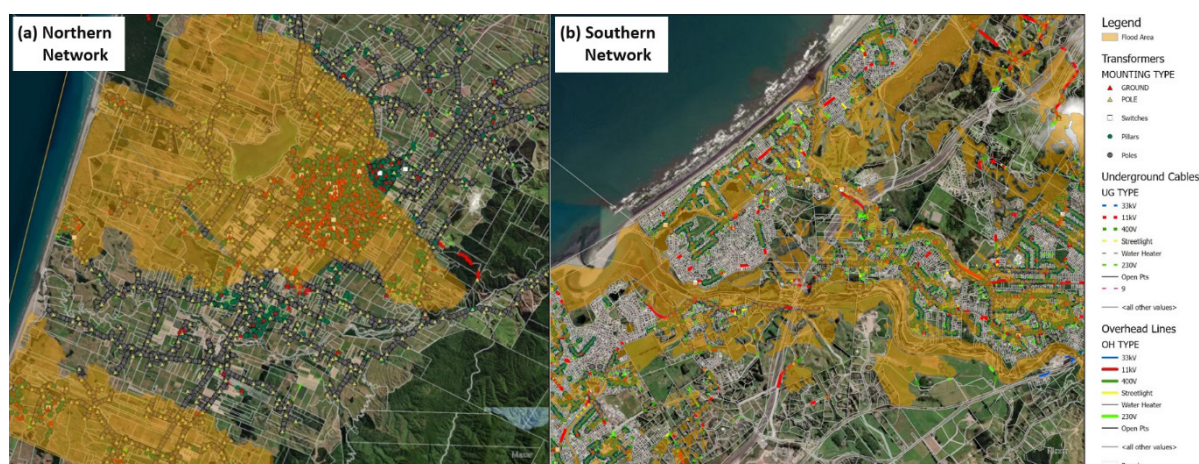 (a) Northern
Network
Maxar
(b) Southern
Network
Legend
Flood Area
Transformers
MOUNTING TYPE
GROUND
POLE
Switches
Pillars
Poles
Underground Cables
UG TYPE
33kV
11kV
400V
Streetlight
Water Heater
230V
Open Pts
9
<all other values>
Overhead Lines
OH TYPE
33kV
11kV
400V
Streetlight
Water Heater
230V
Open Pts
<all other values>